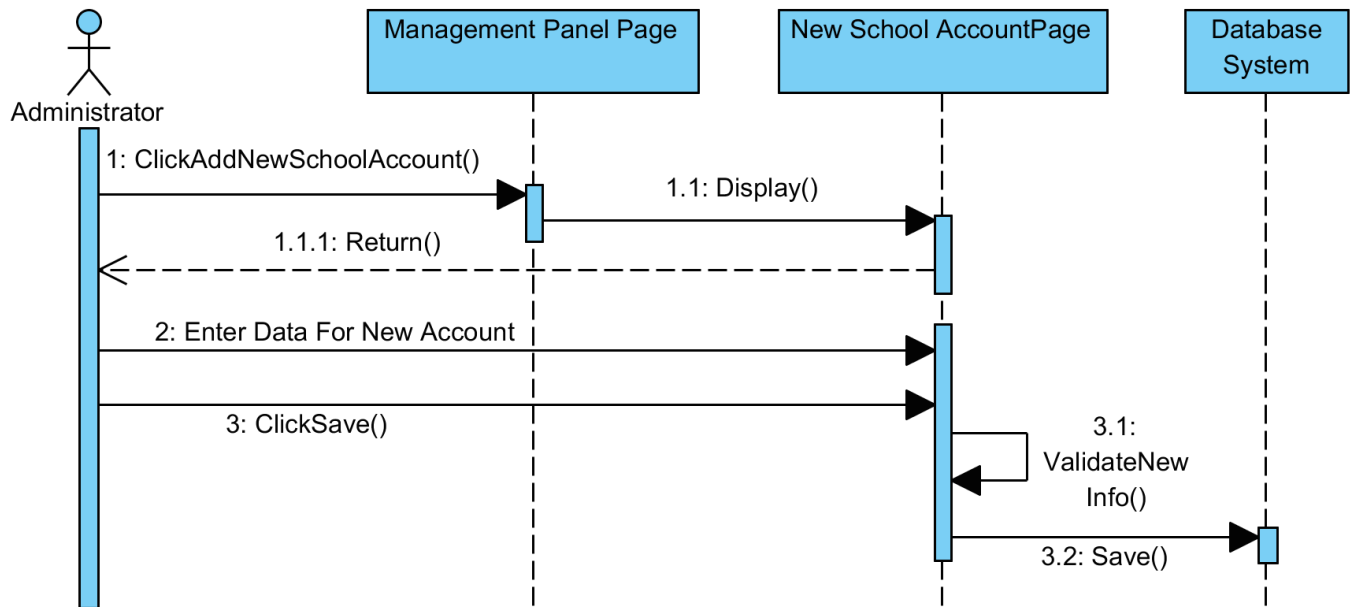 Management Panel Page
New School AccountPage
Database
System
Administrator
1: ClickAddNewSchoolAccount()
1.1: Display()
1.1.1: Return()
2: Enter Data For New Account
3: ClickSave()
3.1:
ValidateNew
Info()
3.2: Save()